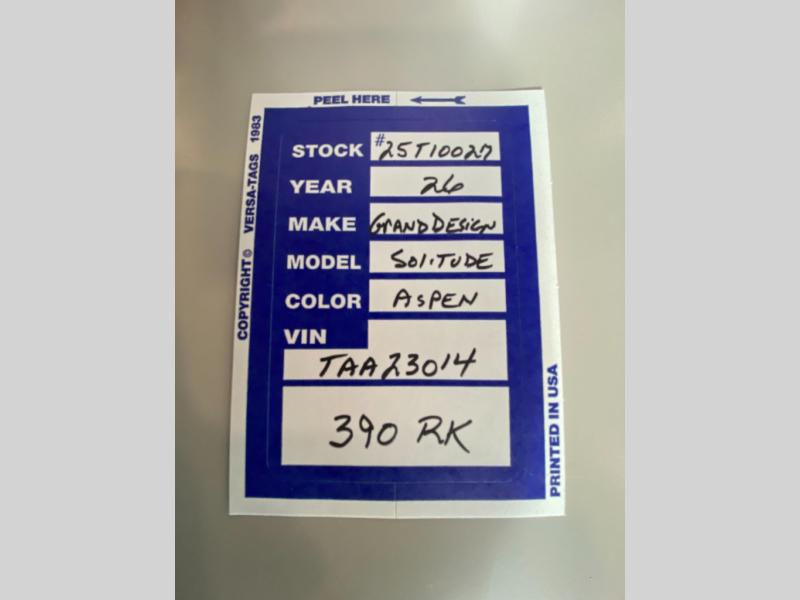 PEEL HERE
COPYRIGHT © VERSA-TAGS 1983
STOCK #25T10027
YEAR 26
MAKE GRAND DESIGN
MODEL SOLITUDE
COLOR ASPEN
VIN
TAA23014
390 RK
PRINTED IN USA